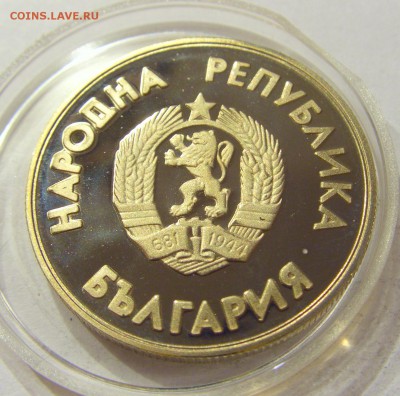 COINS.LAVE.RU
НАРОДНА РЕПУБЛИКА
681 1944
БЪЛГАРИЯ